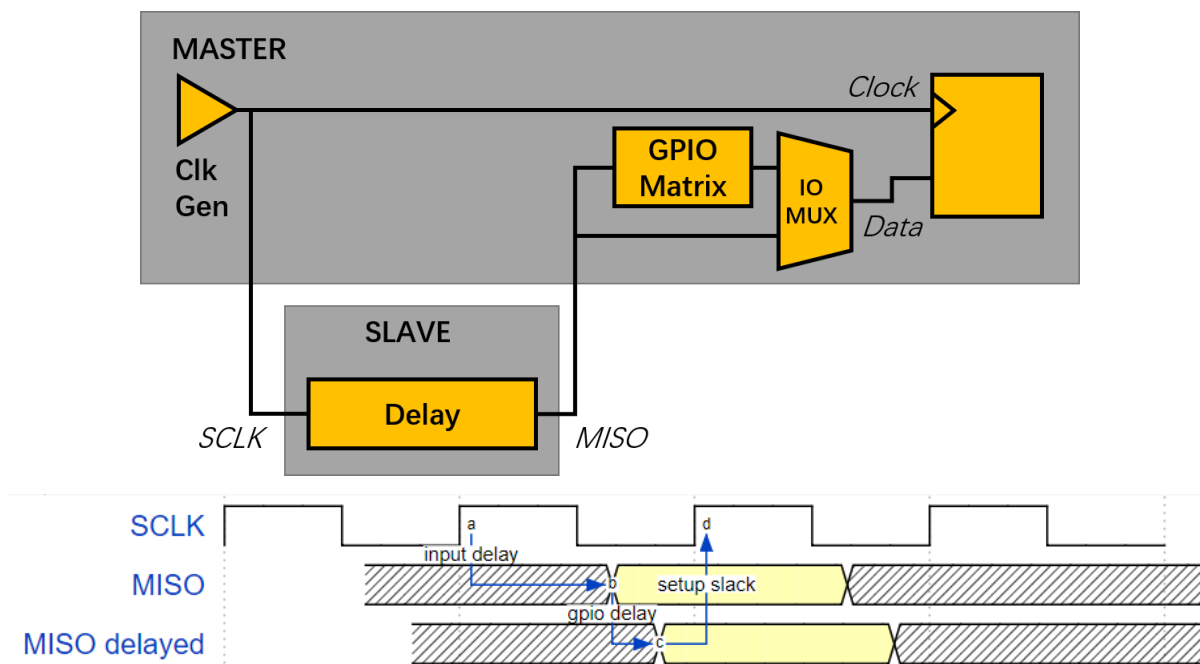 MASTER
Clk
Gen
Clock
GPIO
Matrix
IO
MUX
Data
SLAVE
Delay
SCLK
MISO
SCLK
a
d
input delay
MISO
b
setup slack
gpio delay
MISO delayed
c